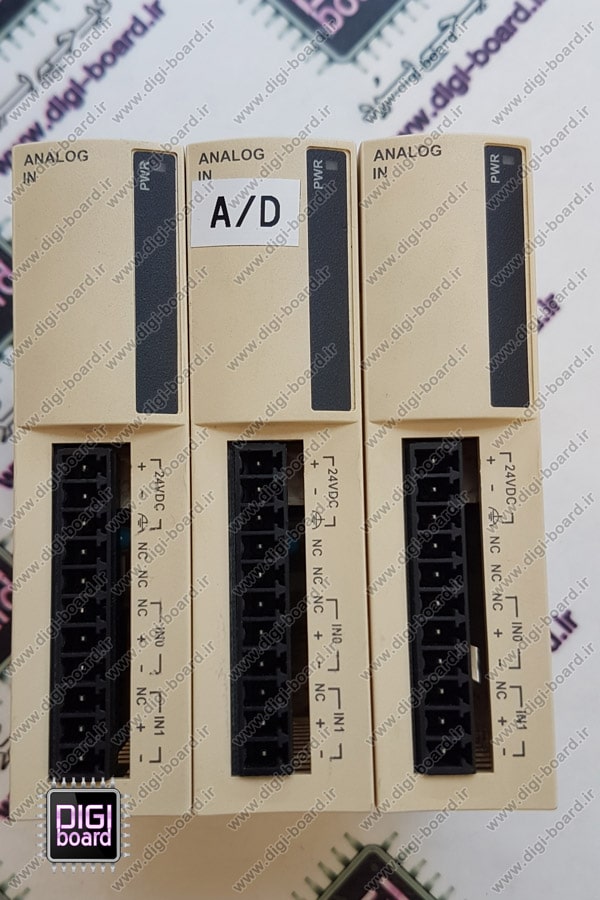 ANALOG
IN
PWR
24VDC
+
-
NC
NC
NC
IN0
+
-
NC
IN1
+
-
ANALOG
IN
PWR
A/D
24VDC
+
-
NC
NC
NC
IN0
+
-
NC
IN1
+
-
ANALOG
IN
PWR
24VDC
+
-
NC
NC
NC
IN0
+
-
NC
IN1
+
-
DIGI
board
www.digi-board.ir